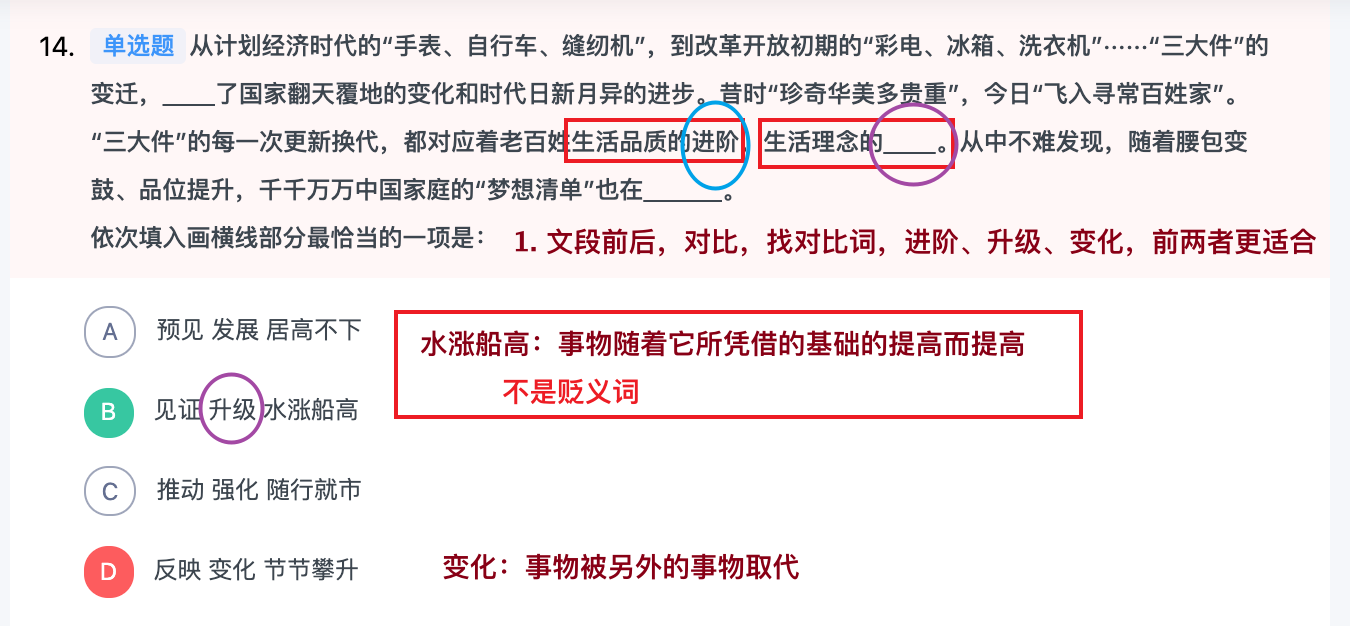 14. 单选题 从计划经济时代的“手表、自行车、缝纫机”，到改革开放初期的“彩电、冰箱、洗衣机”……“三大件”的
变迁，____了国家翻天覆地的变化和时代日新月异的进步。昔时“珍奇华美多贵重”，今日“飞入寻常百姓家”。
“三大件”的每一次更新换代，都对应着老百姓生活品质的进阶、生活理念的____。从中不难发现，随着腰包变
鼓、品位提升，千千万万中国家庭的“梦想清单”也在______。
依次填入画横线部分最恰当的一项是：
1. 文段前后，对比，找对比词，进阶、升级、变化，前两者更适合
A 预见 发展 居高不下
水涨船高：事物随着它所凭借的基础的提高而提高
不是贬义词
B 见证 升级 水涨船高
C 推动 强化 随行就市
D 反映 变化 节节攀升
变化：事物被另外的事物取代